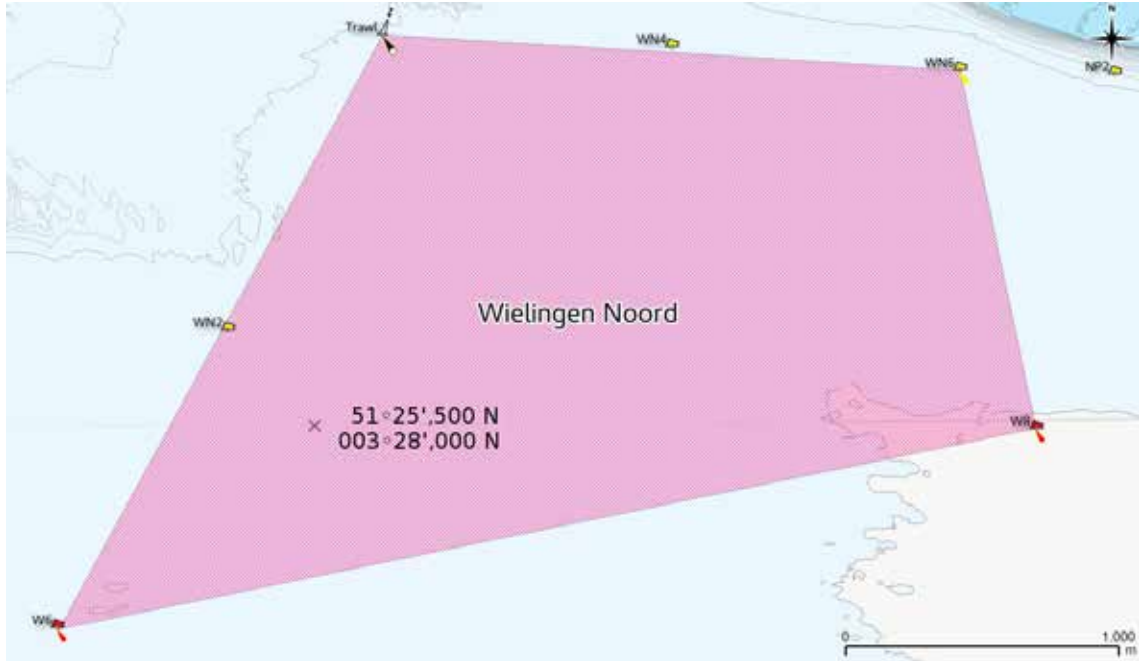 Trawl
z
WN4
WN6
NP2
N
Wielingen Noord
WN2
51°25',500 N
003°28',000 N
W8
W6
0
1.000
m